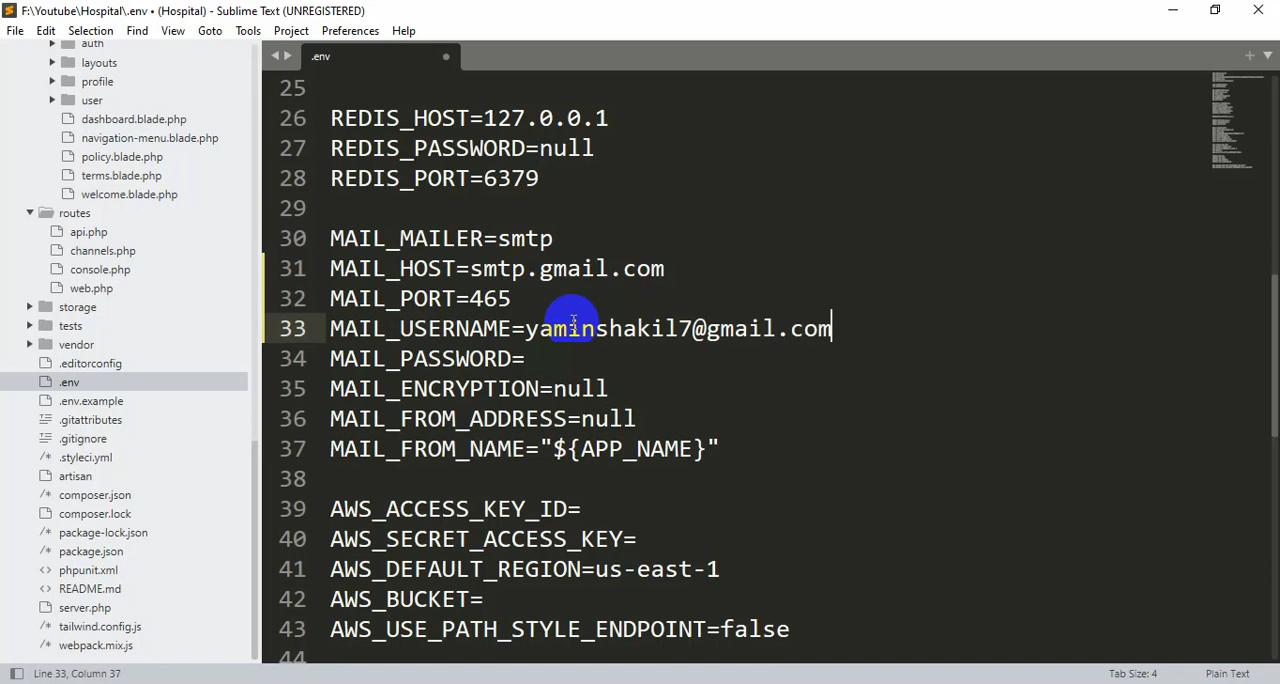 F:\Youtube\Hospital\.env • (Hospital) - Sublime Text (UNREGISTERED)
File Edit Selection Find View Goto Tools Project Preferences Help
auth
layouts
profile
user
dashboard.blade.php
navigation-menu.blade.php
policy.blade.php
terms.blade.php
welcome.blade.php
routes
api.php
channels.php
console.php
web.php
storage
tests
vendor
.editorconfig
.env
.env.example
.gitattributes
.gitignore
/* .styleci.yml
artisan
/* composer.json
composer.lock
/* package-lock.json
/* package.json
<> phpunit.xml
<> README.md
server.php
/* tailwind.config.js
/* webpack.mix.js
.env
25
26 REDIS_HOST=127.0.0.1
27 REDIS_PASSWORD=null
28 REDIS_PORT=6379
29
30 MAIL_MAILER=smtp
31 MAIL_HOST=smtp.gmail.com
32 MAIL_PORT=465
33 MAIL_USERNAME=yaminshakil7@gmail.com
34 MAIL_PASSWORD=
35 MAIL_ENCRYPTION=null
36 MAIL_FROM_ADDRESS=null
37 MAIL_FROM_NAME="${APP_NAME}"
38
39 AWS_ACCESS_KEY_ID=
40 AWS_SECRET_ACCESS_KEY=
41 AWS_DEFAULT_REGION=us-east-1
42 AWS_BUCKET=
43 AWS_USE_PATH_STYLE_ENDPOINT=false
44
Line 33, Column 37 Tab Size: 4 Plain Text